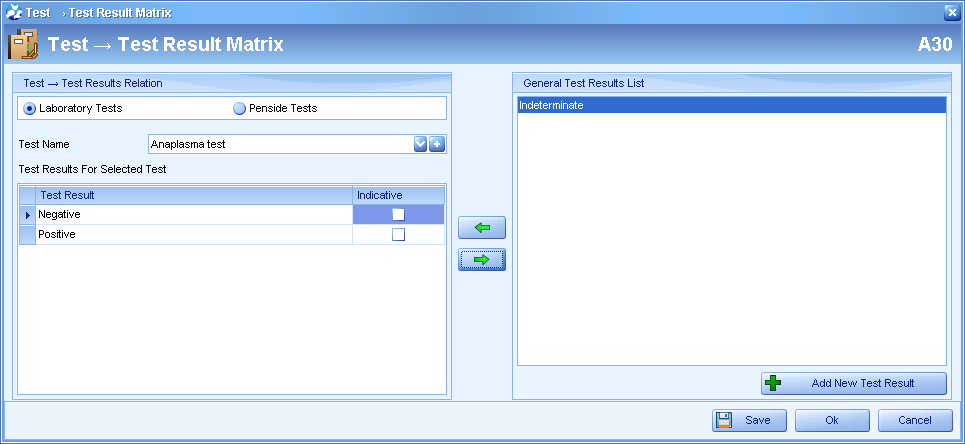 Test → Test Result Matrix
Test → Test Result Matrix
A30
Test → Test Results Relation
Laboratory Tests
Penside Tests
Test Name
Anaplasma test
Test Results For Selected Test
Test Result
Indicative
Negative
Positive
General Test Results List
Indeterminate
Add New Test Result
Save
Ok
Cancel